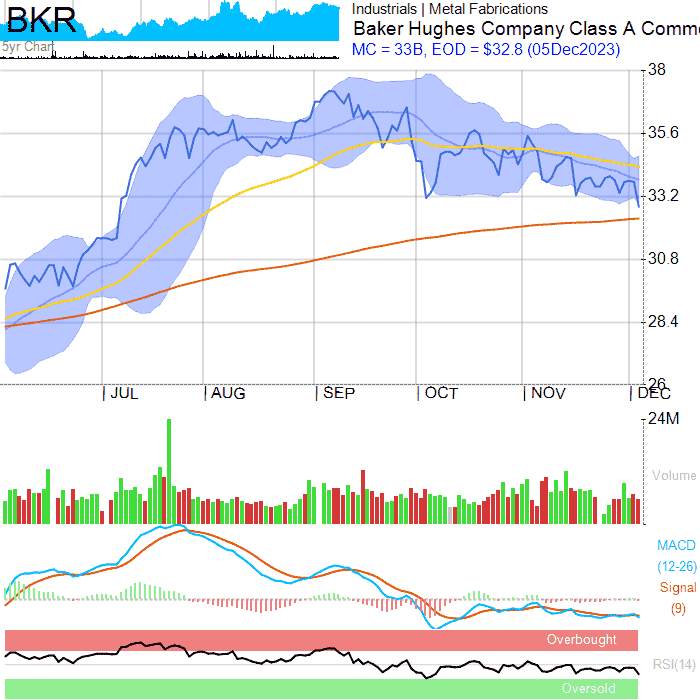 BKR
5yr Chart
Industrials | Metal Fabrications
Baker Hughes Company Class A Comm
MC = 33B, EOD = $32.8 (05Dec2023)
38
35.6
33.2
30.8
28.4
26
JUL AUG SEP OCT NOV DEC
24M
Volume
MACD
(12-26)
Signal
(9)
Overbought
RSI(14)
Oversold